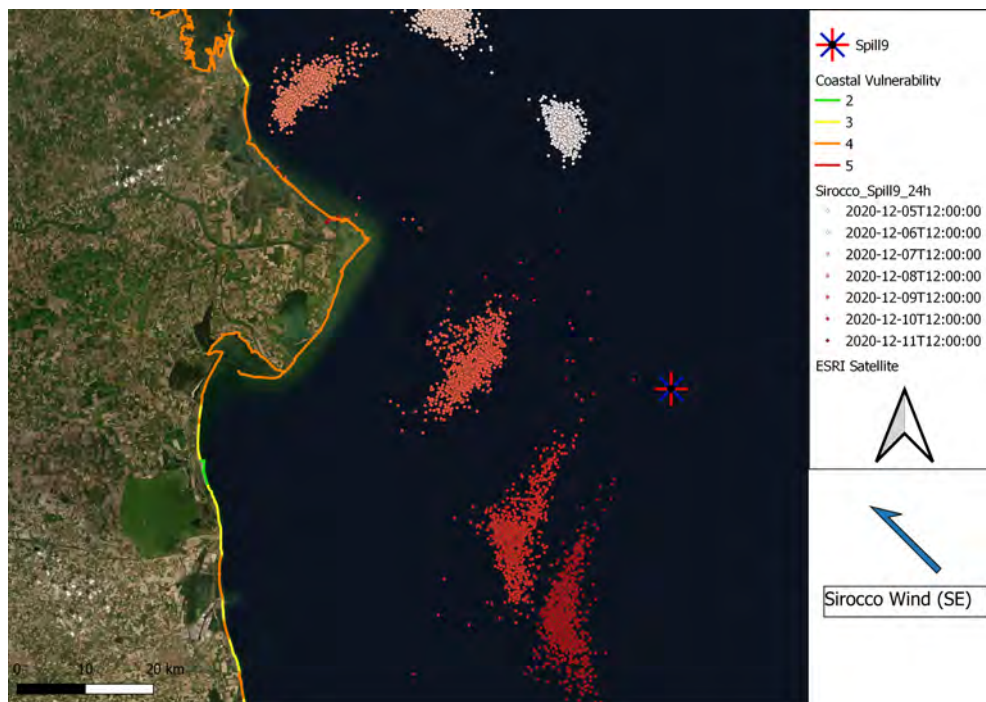 Spill9
Coastal Vulnerability
2
3
4
5
Sirocco_Spill9_24h
2020-12-05T12:00:00
2020-12-06T12:00:00
2020-12-07T12:00:00
2020-12-08T12:00:00
2020-12-09T12:00:00
2020-12-10T12:00:00
2020-12-11T12:00:00
ESRI Satellite
Sirocco Wind (SE)
0 10 20 km